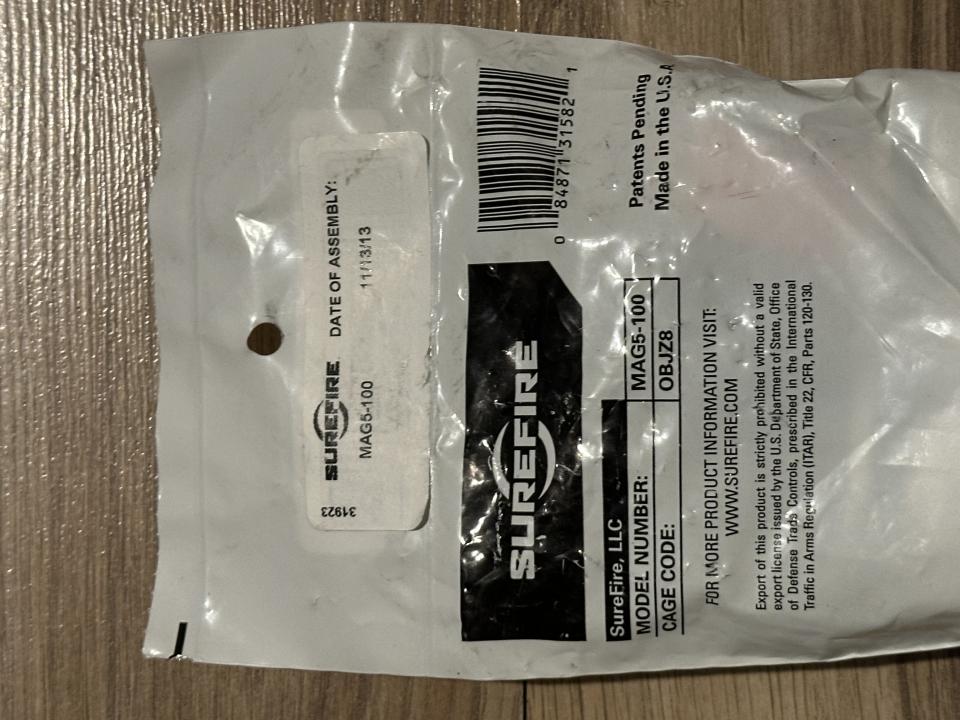 31923
SUREFIRE
DATE OF ASSEMBLY:
MAG5-100
11/13/13
SUREFIRE
0 84871 31582 1
SureFire, LLC
MODEL NUMBER: MAG5-100
CAGE CODE: OBJZ8
Patents Pending
Made in the U.S.A
FOR MORE PRODUCT INFORMATION VISIT:
WWW.SUREFIRE.COM
Export of this product is strictly prohibited without a valid
export license issued by the U.S. Department of State, Office
of Defense Trade Controls, prescribed in the International
Traffic in Arms Regulation (ITAR), Title 22, CFR, Parts 120-130.